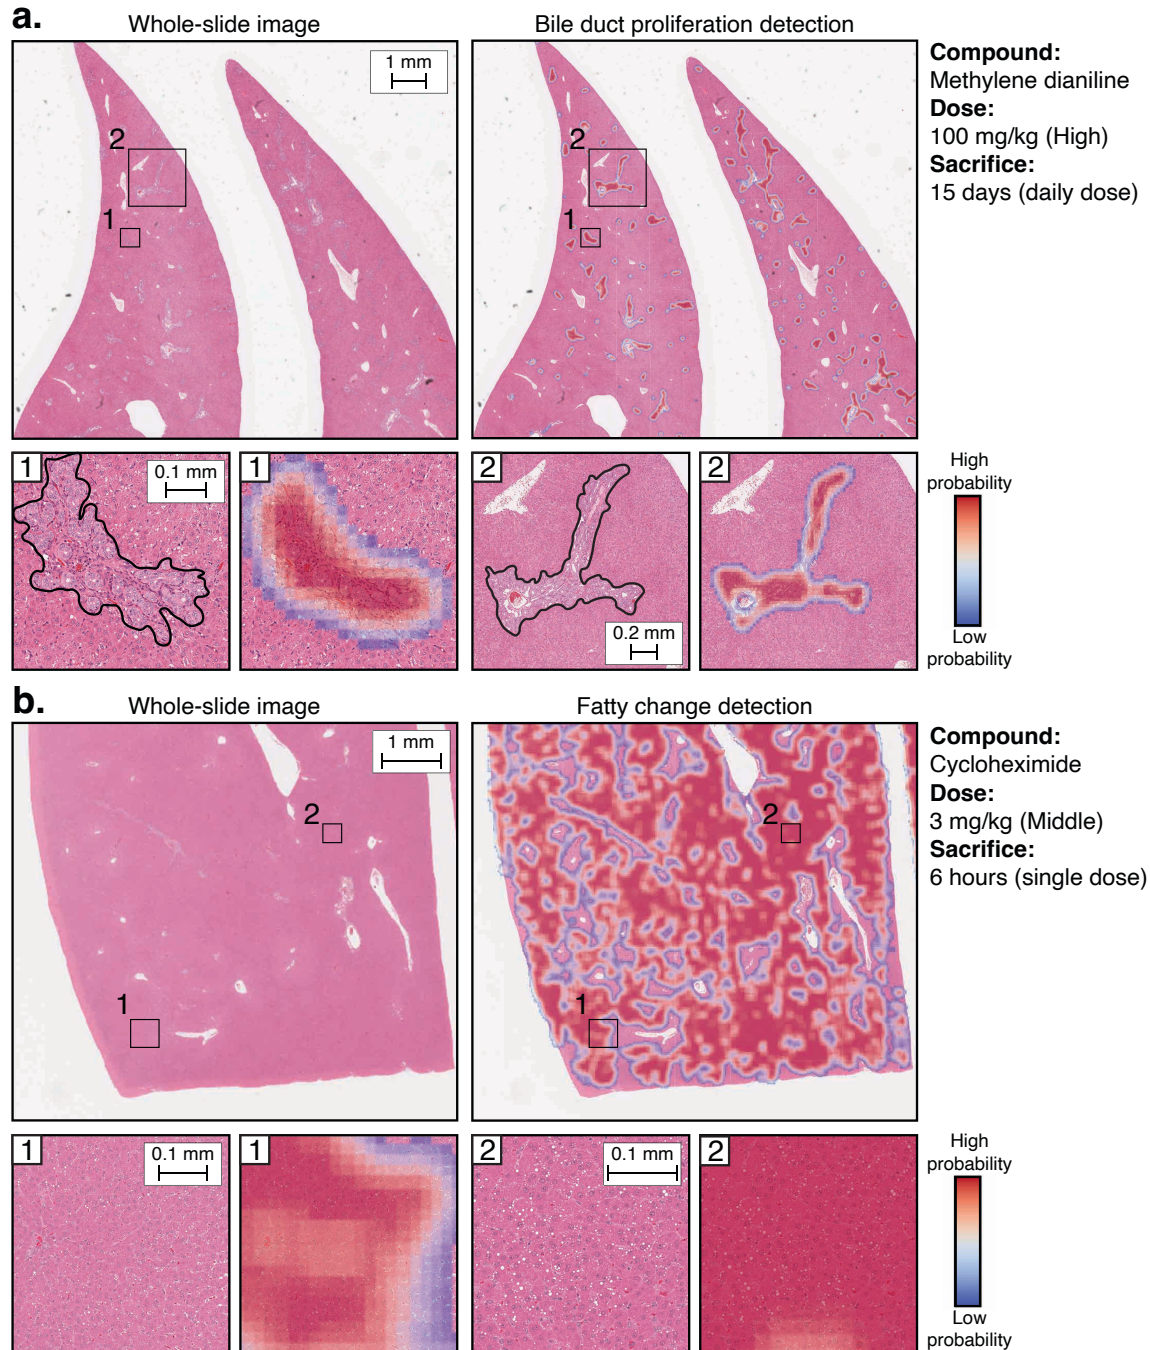 a.
Whole-slide image
Bile duct proliferation detection
1 mm
2
1
2
1
Compound:
Methylene dianiline
Dose:
100 mg/kg (High)
Sacrifice:
15 days (daily dose)
1
0.1 mm
1
2
0.2 mm
2
High
probability
Low
probability
b.
Whole-slide image
Fatty change detection
1 mm
2
1
2
1
Compound:
Cycloheximide
Dose:
3 mg/kg (Middle)
Sacrifice:
6 hours (single dose)
1
0.1 mm
1
2
0.1 mm
2
High
probability
Low
probability